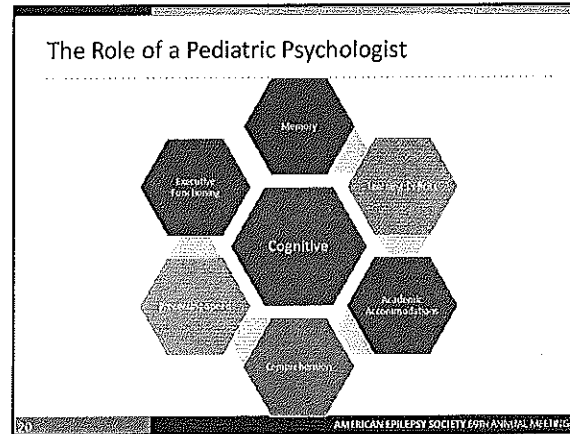 The Role of a Pediatric Psychologist
Memory
Executive
Functioning
Learning
Cognitive
Academic
Accommodations
Comprehension
20
AMERICAN EPILEPSY SOCIETY 69TH ANNUAL MEETING